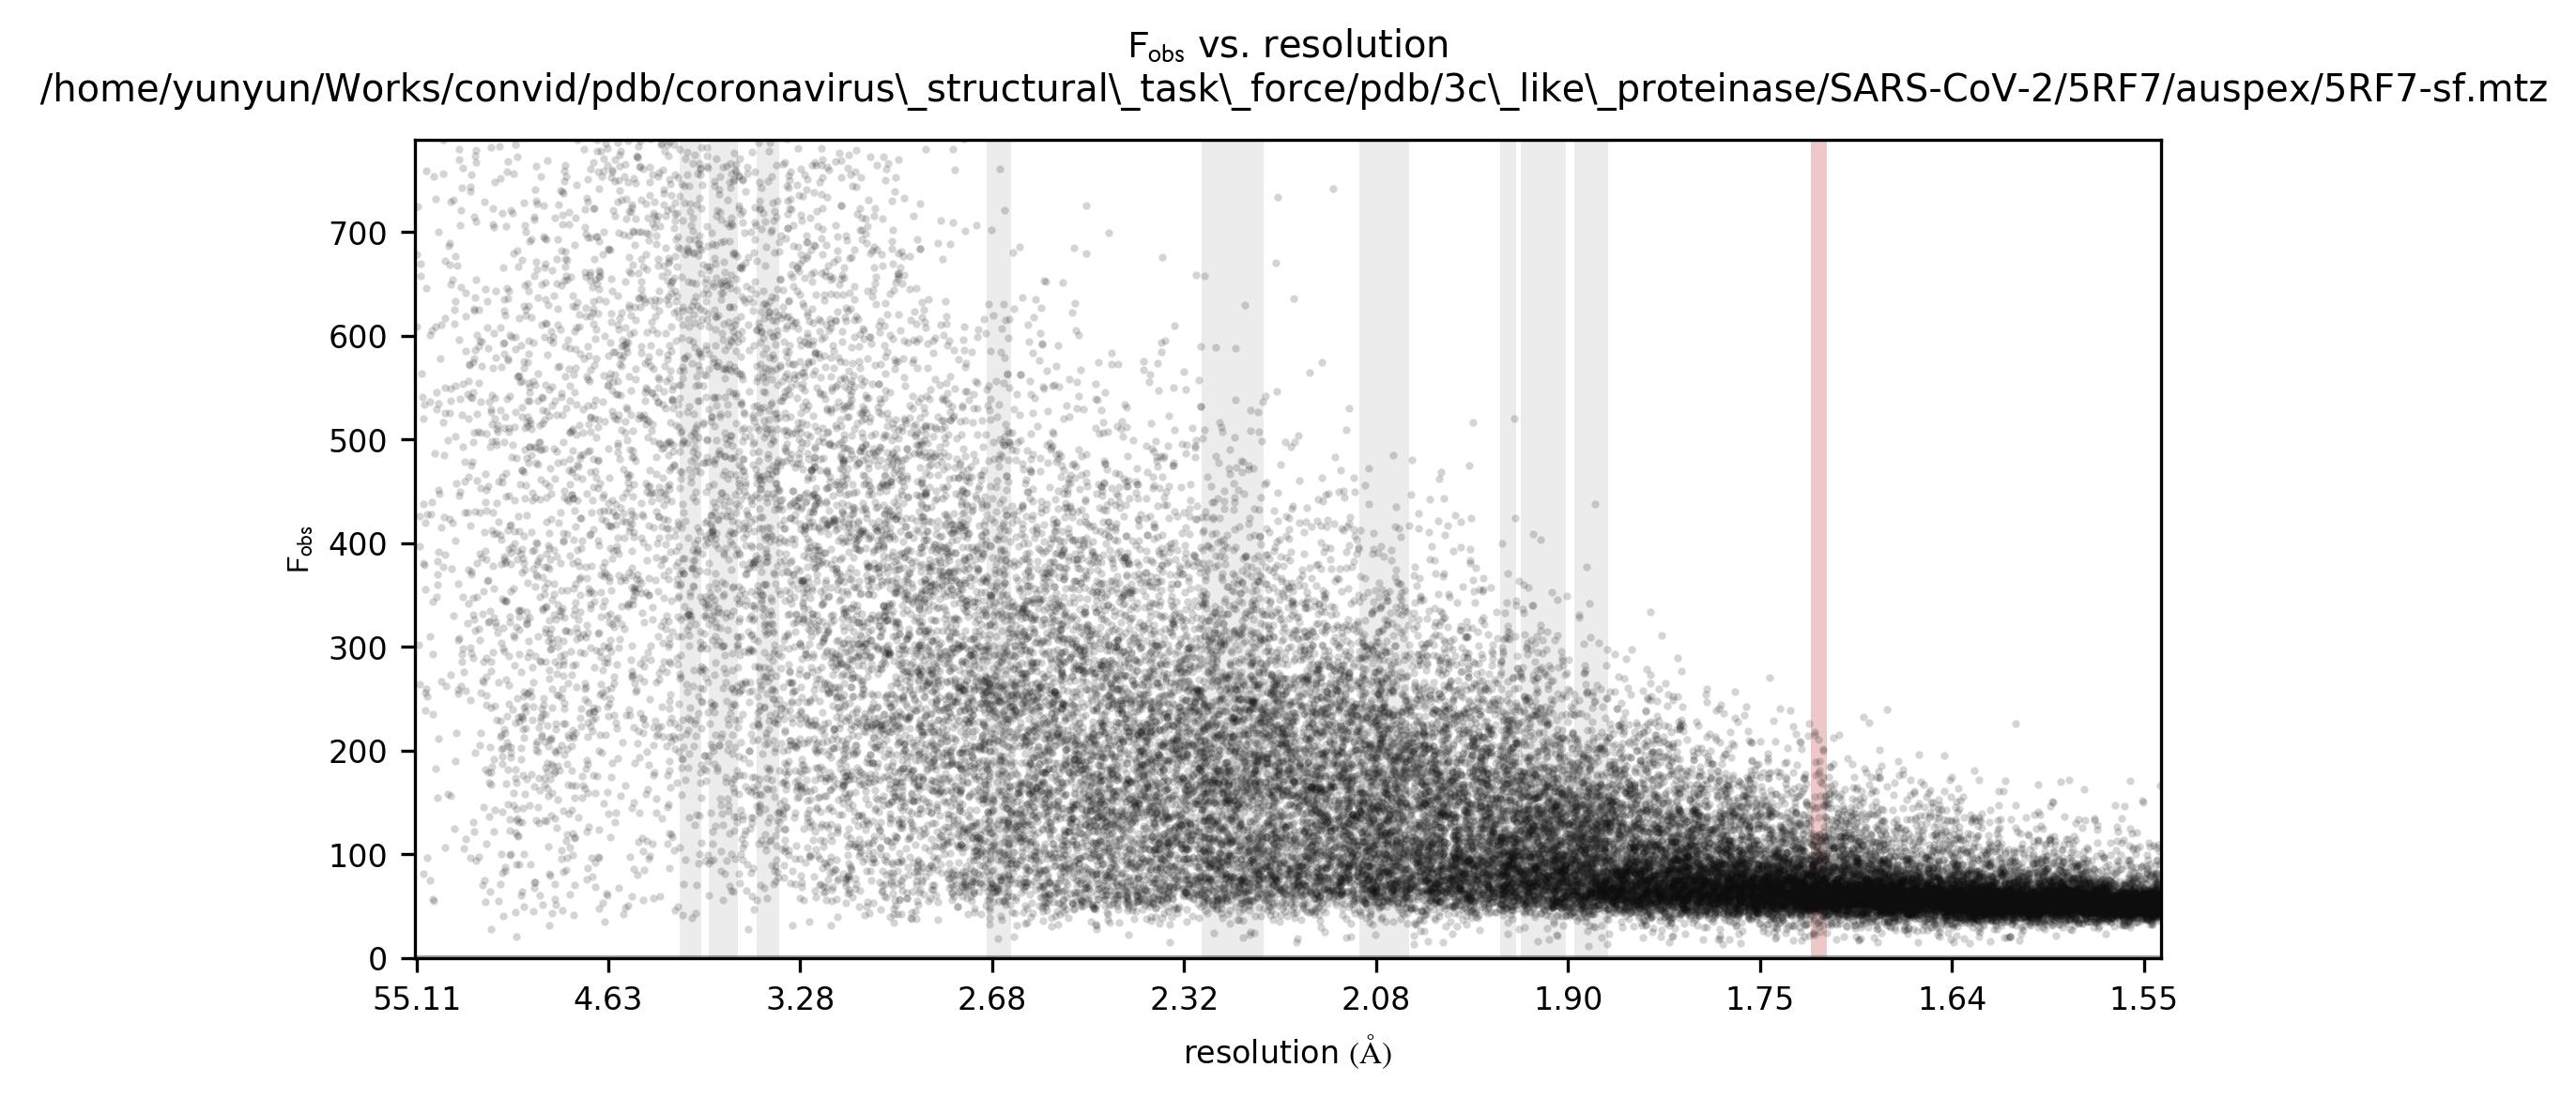 F_obs vs. resolution
/home/yunyun/Works/convid/pdb/coronavirus\_structural\_task\_force/pdb/3c\_like\_proteinase/SARS-CoV-2/5RF7/auspex/5RF7-sf.mtz
F_obs
700
600
500
400
300
200
100
0
55.11 4.63 3.28 2.68 2.32 2.08 1.90 1.75 1.64 1.55
resolution (Å)